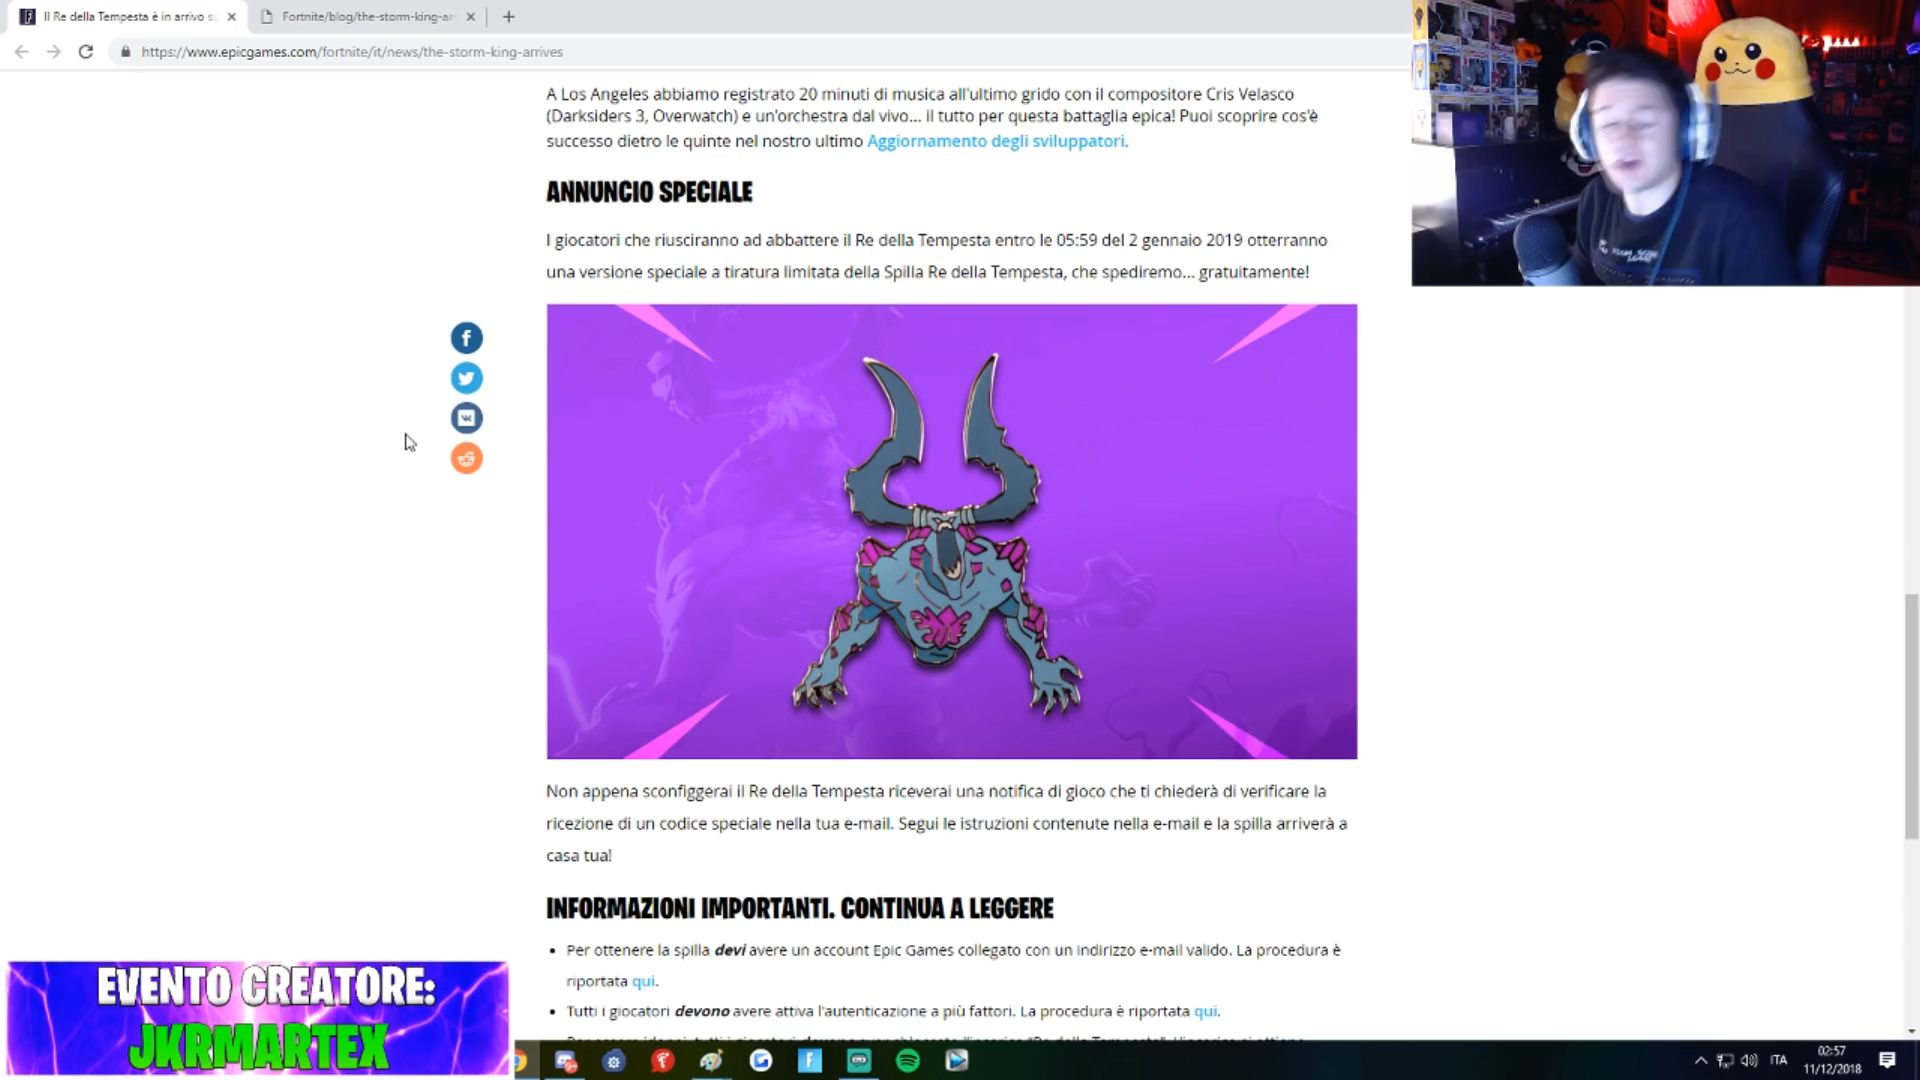 Il Re della Tempesta è in arrivo su
Fortnite/blog/the-storm-king-arr
https://www.epicgames.com/fortnite/it/news/the-storm-king-arrives
A Los Angeles abbiamo registrato 20 minuti di musica all'ultimo grido con il compositore Cris Velasco
(Darksiders 3, Overwatch) e un'orchestra dal vivo... il tutto per questa battaglia epica! Puoi scoprire cos'è
successo dietro le quinte nel nostro ultimo Aggiornamento degli sviluppatori.
ANNUNCIO SPECIALE
I giocatori che riusciranno ad abbattere il Re della Tempesta entro le 05:59 del 2 gennaio 2019 otterranno
una versione speciale a tiratura limitata della Spilla Re della Tempesta, che spediremo... gratuitamente!
Non appena sconfiggerai il Re della Tempesta riceverai una notifica di gioco che ti chiederà di verificare la
ricezione di un codice speciale nella tua e-mail. Segui le istruzioni contenute nella e-mail e la spilla arriverà a
casa tua!
INFORMAZIONI IMPORTANTI. CONTINUA A LEGGERE
• Per ottenere la spilla devi avere un account Epic Games collegato con un indirizzo e-mail valido. La procedura è
riportata qui.
• Tutti i giocatori devono avere attiva l'autenticazione a più fattori. La procedura è riportata qui.
EVENTO CREATORE:
JKRMARTEX
ITA
02:57
11/12/2018